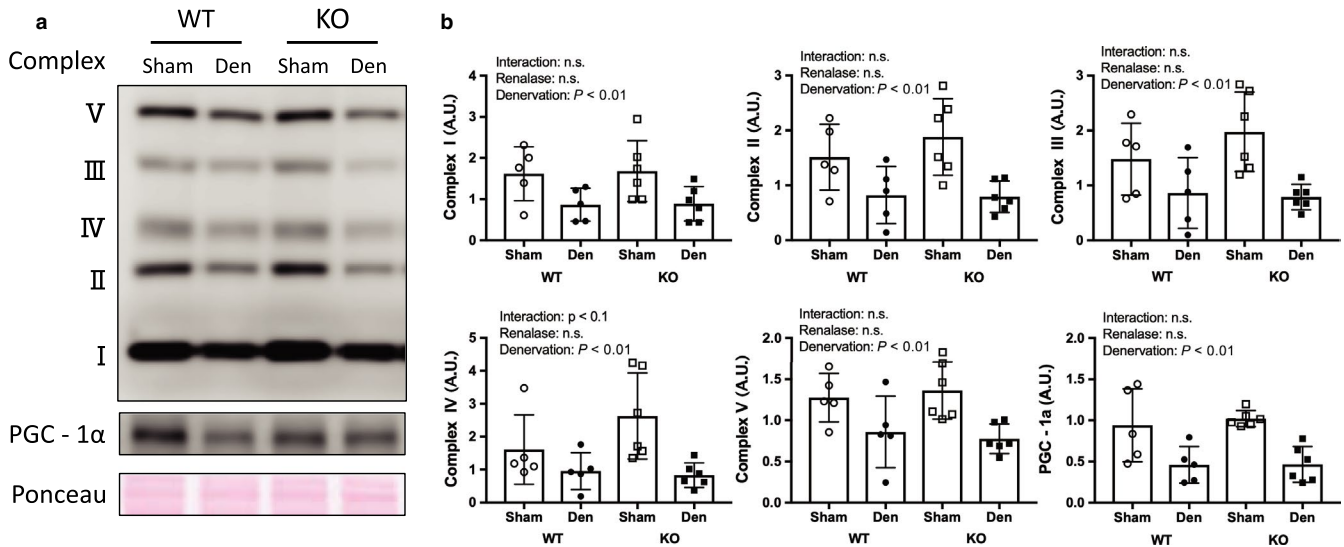 a
WT KO
Complex Sham Den Sham Den
V
III
IV
II
I
PGC - 1α
Ponceau
b
Interaction: n.s.
Renalase: n.s.
Denervation: P < 0.01
Complex I (A.U.)
4
3
2
1
0
Sham Den Sham Den
WT KO
Interaction: n.s.
Renalase: n.s.
Denervation: P < 0.01
Complex II (A.U.)
3
2
1
0
Sham Den Sham Den
WT KO
Interaction: n.s.
Renalase: n.s.
Denervation: P < 0.01
Complex III (A.U.)
3
2
1
0
Sham Den Sham Den
WT KO
Interaction: p < 0.1
Renalase: n.s.
Denervation: P < 0.01
Complex IV (A.U.)
5
4
3
2
1
0
Sham Den Sham Den
WT KO
Interaction: n.s.
Renalase: n.s.
Denervation: P < 0.01
Complex V (A.U.)
2.0
1.5
1.0
0.5
0.0
Sham Den Sham Den
WT KO
Interaction: n.s.
Renalase: n.s.
Denervation: P < 0.01
PGC - 1a (A.U.)
2.0
1.5
1.0
0.5
0.0
Sham Den Sham Den
WT KO